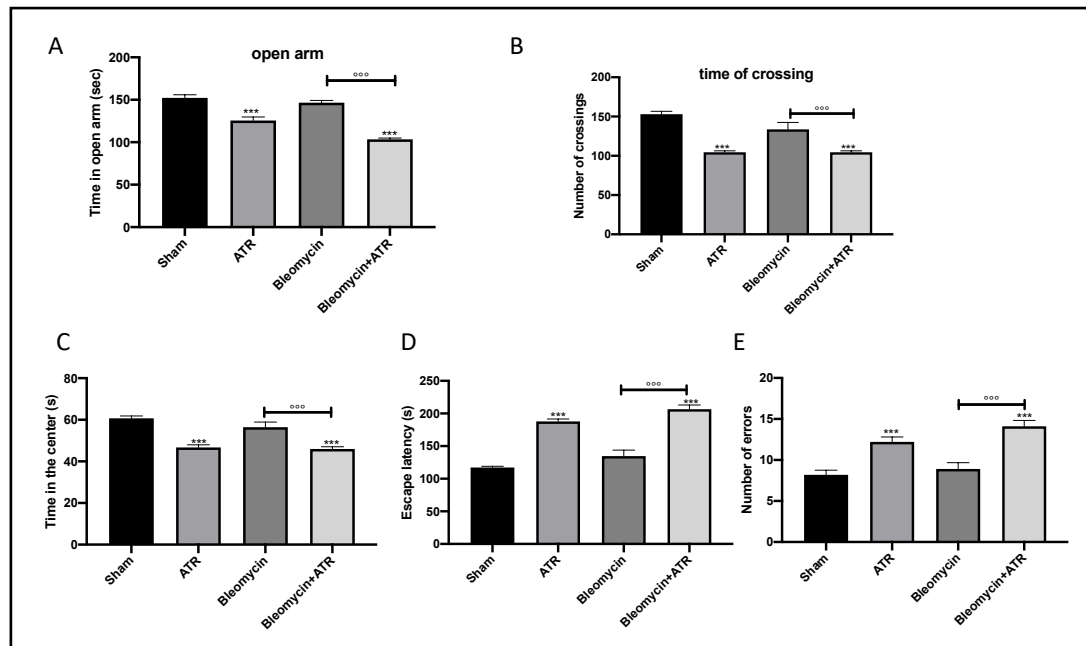 A
open arm
Time in open arm (sec)
200
150
100
50
0
***
°°°
***
Sham
ATR
Bleomycin
Bleomycin+ATR
B
time of crossing
Number of crossings
200
150
100
50
0
***
°°°
***
Sham
ATR
Bleomycin
Bleomycin+ATR
C
Time in the center (s)
80
60
40
20
0
***
°°°
***
Sham
ATR
Bleomycin
Bleomycin+ATR
D
Escape latency (s)
250
200
150
100
50
0
***
°°°
***
Sham
ATR
Bleomycin
Bleomycin+ATR
E
Number of errors
20
15
10
5
0
***
°°°
***
Sham
ATR
Bleomycin
Bleomycin+ATR